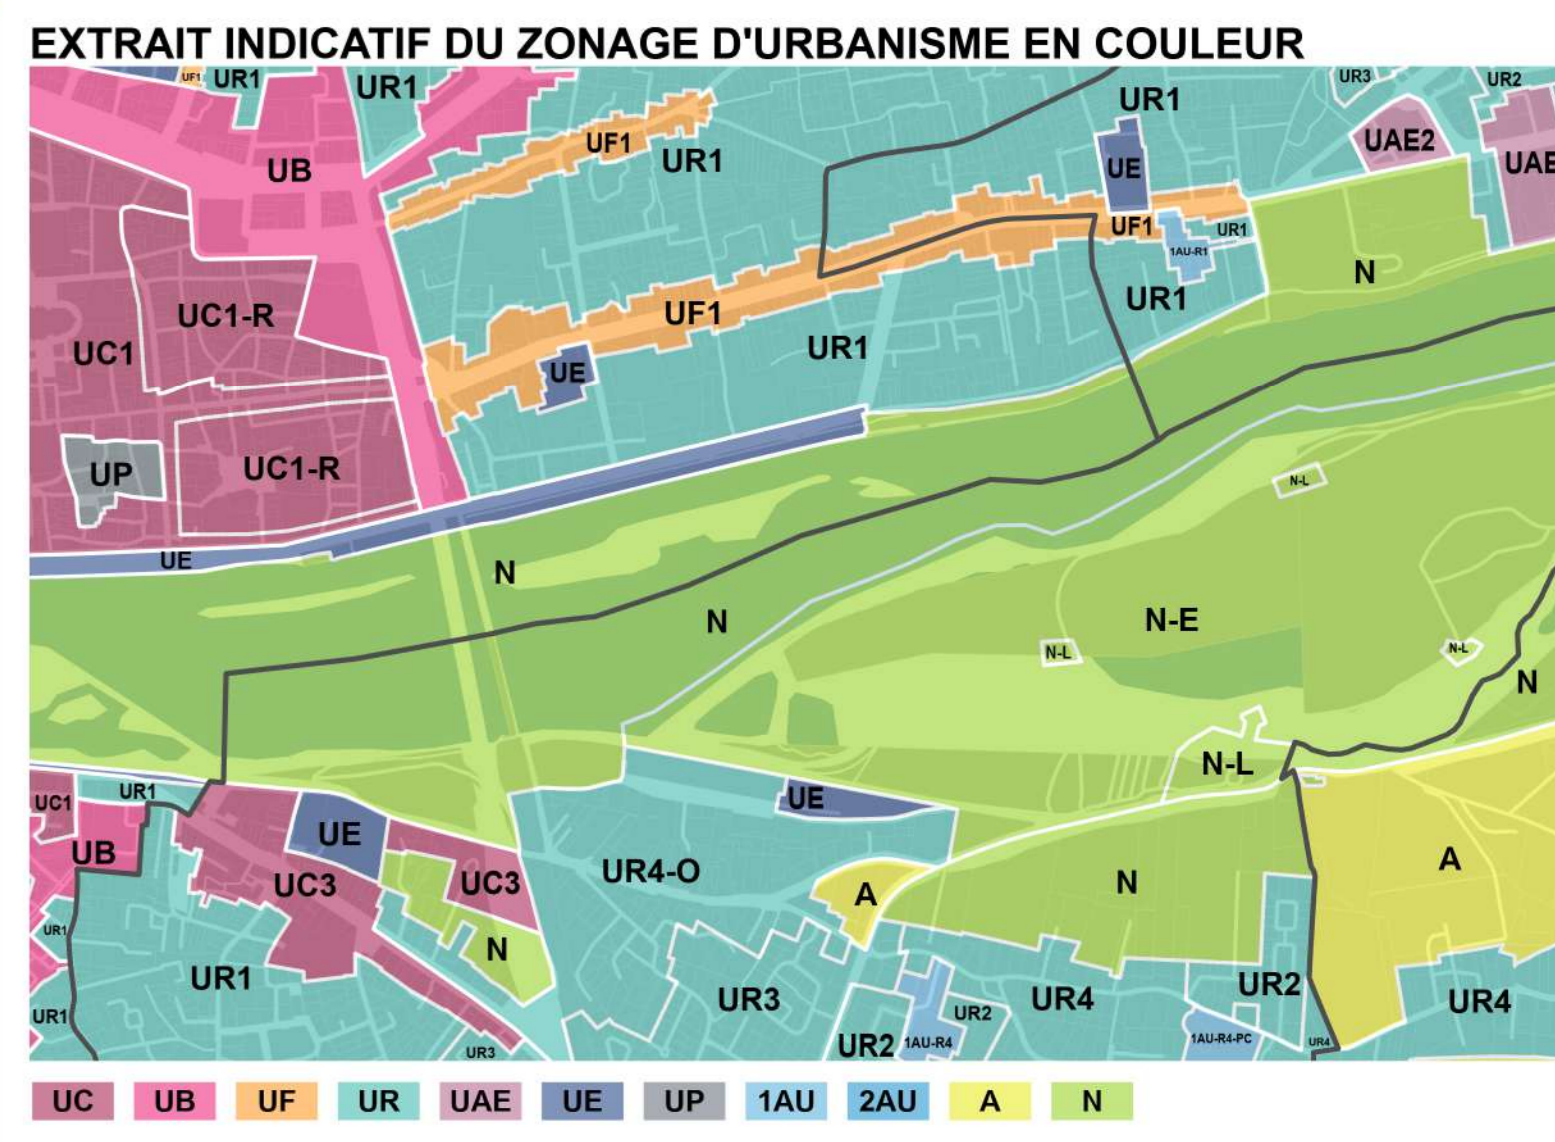 EXTRAIT INDICATIF DU ZONAGE D'URBANISME EN COULEUR
UF1 UR1 UR1 UR3 UR2
UR1
UF1 UAE2
UB UR1 UE UAE
UF1 UR1
1AU-R1
N
UC1-R UF1 UR1
UC1 UR1
UE
UP UC1-R
N-L
UE N
N N-E
N-L N-L
N
N-L
UR1 UE
UC1
UE
UB
UR4-O A
UC3 UC3 A N
UR1
N
UR1 UR3 UR4 UR2 UR4
UR1 UR2
UR2 1AU-R4 1AU-R4-PC UR4
UR3
UC UB UF UR UAE UE UP 1AU 2AU A N